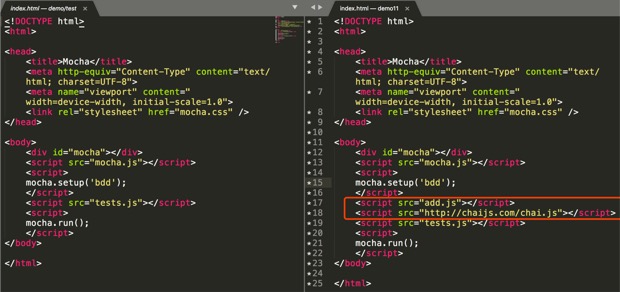 index.html — demo/test
<!DOCTYPE html>
<html>
<head>
<title>Mocha</title>
<meta http-equiv="Content-Type" content="text/
html; charset=UTF-8">
<meta name="viewport" content="
width=device-width, initial-scale=1.0">
<link rel="stylesheet" href="mocha.css" />
</head>
<body>
<div id="mocha"></div>
<script src="mocha.js"></script>
<script>
mocha.setup('bdd');
</script>
<script src="tests.js"></script>
<script>
mocha.run();
</script>
</body>
</html>
index.html — demo11
1 <!DOCTYPE html>
2 <html>
3
4 <head>
5 <title>Mocha</title>
6 <meta http-equiv="Content-Type" content="text/
html; charset=UTF-8">
7 <meta name="viewport" content="
width=device-width, initial-scale=1.0">
8 <link rel="stylesheet" href="mocha.css" />
9 </head>
10
11 <body>
12 <div id="mocha"></div>
13 <script src="mocha.js"></script>
14 <script>
15 mocha.setup('bdd');
16 </script>
17 <script src="add.js"></script>
18 <script src="http://chaijs.com/chai.js"></script>
19 <script src="tests.js"></script>
20 <script>
21 mocha.run();
22 </script>
23 </body>
24
25 </html>